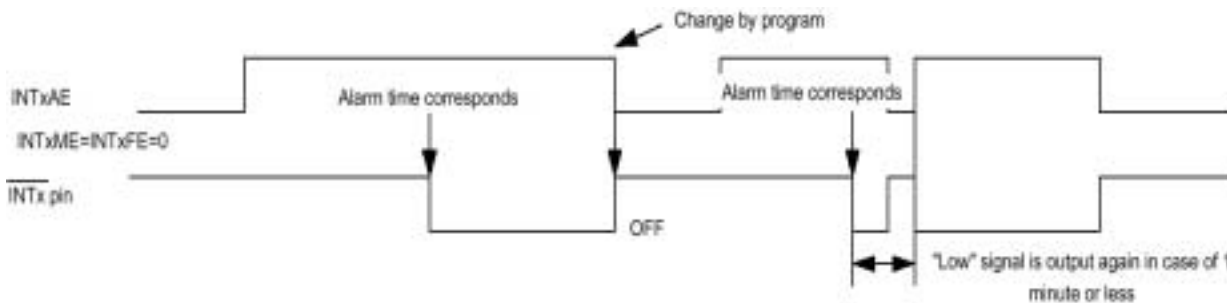 Change by program
INTxAE
Alarm time corresponds
Alarm time corresponds
INTxME=INTxFE=0
INTx pin
OFF
"Low" signal is output again in case of 1
minute or less